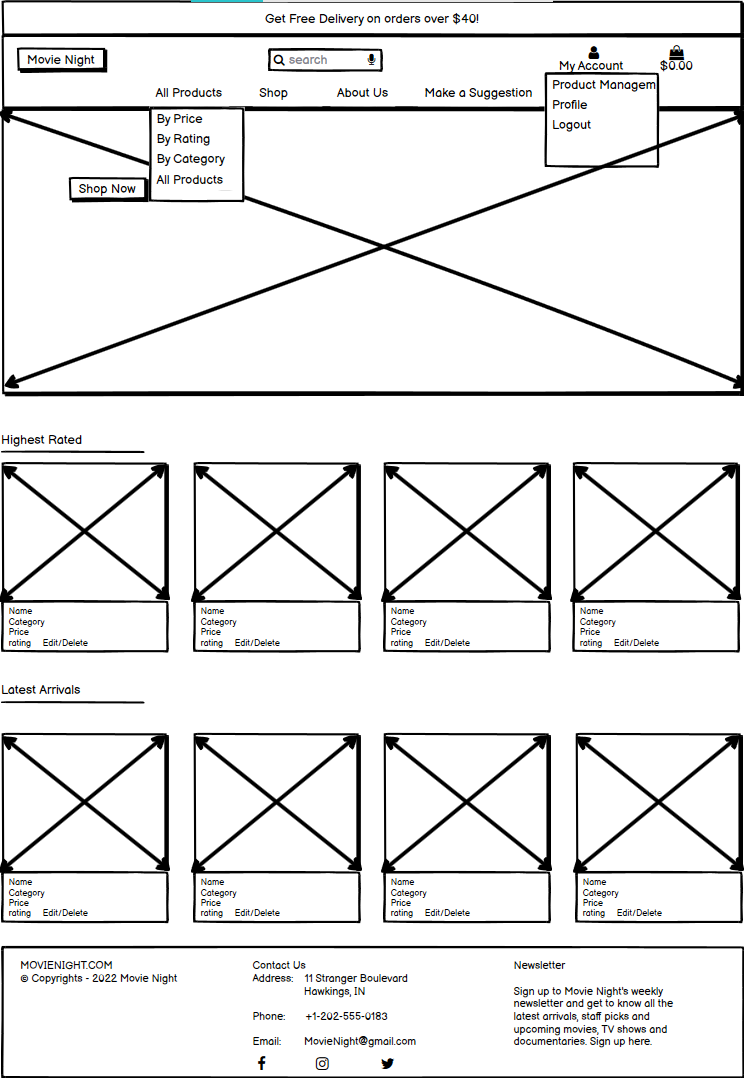 Get Free Delivery on orders over $40!
Movie Night
search
My Account
$0.00
All Products
Shop
About Us
Make a Suggestion
Product Managem
Profile
Logout
By Price
By Rating
By Category
All Products
Shop Now
Highest Rated
Name
Category
Price
rating Edit/Delete
Name
Category
Price
rating Edit/Delete
Name
Category
Price
rating Edit/Delete
Name
Category
Price
rating Edit/Delete
Latest Arrivals
Name
Category
Price
rating Edit/Delete
Name
Category
Price
rating Edit/Delete
Name
Category
Price
rating Edit/Delete
Name
Category
Price
rating Edit/Delete
MOVIENIGHT.COM
© Copyrights - 2022 Movie Night
Contact Us
Address: 11 Stranger Boulevard
Hawkings, IN
Phone: +1-202-555-0183
Email: MovieNight@gmail.com
Newsletter
Sign up to Movie Night's weekly
newsletter and get to know all the
latest arrivals, staff picks and
upcoming movies, TV shows and
documentaries. Sign up here.